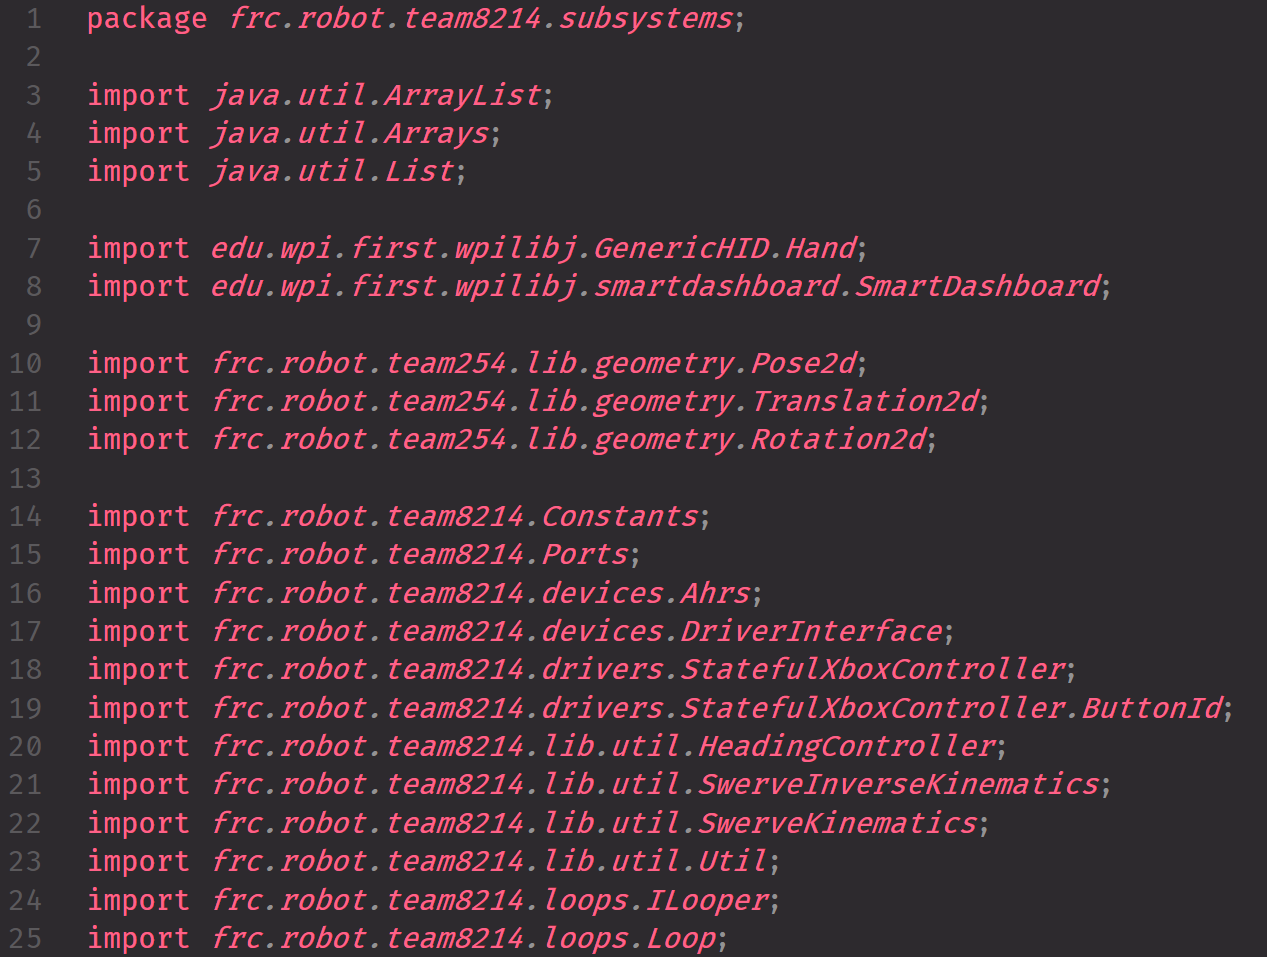 1 package frc.robot.team8214.subsystems;
2
3 import java.util.ArrayList;
4 import java.util.Arrays;
5 import java.util.List;
6
7 import edu.wpi.first.wpilibj.GenericHID.Hand;
8 import edu.wpi.first.wpilibj.smartdashboard.SmartDashboard;
9
10 import frc.robot.team254.lib.geometry.Pose2d;
11 import frc.robot.team254.lib.geometry.Translation2d;
12 import frc.robot.team254.lib.geometry.Rotation2d;
13
14 import frc.robot.team8214.Constants;
15 import frc.robot.team8214.Ports;
16 import frc.robot.team8214.devices.Ahrs;
17 import frc.robot.team8214.devices.DriverInterface;
18 import frc.robot.team8214.drivers.StatefulXboxController;
19 import frc.robot.team8214.drivers.StatefulXboxController.ButtonId;
20 import frc.robot.team8214.lib.util.HeadingController;
21 import frc.robot.team8214.lib.util.SwerveInverseKinematics;
22 import frc.robot.team8214.lib.util.SwerveKinematics;
23 import frc.robot.team8214.lib.util.Util;
24 import frc.robot.team8214.loops.ILooper;
25 import frc.robot.team8214.loops.Loop;